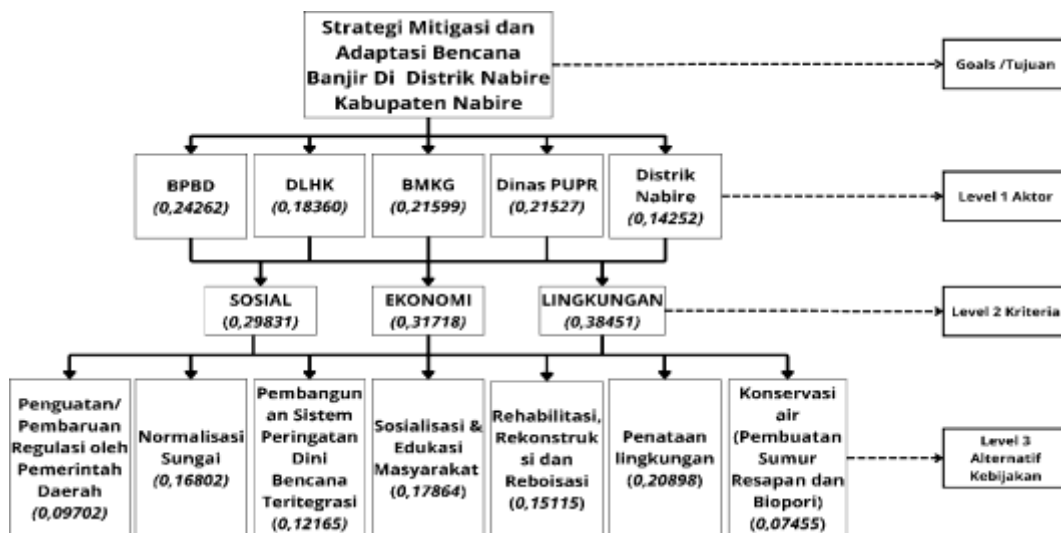 Strategi Mitigasi dan
Adaptasi Bencana
Banjir Di Distrik Nabire
Kabupaten Nabire
Goals /Tujuan
BPBD
(0,24262)
DLHK
(0,18360)
BMKG
(0,21599)
Dinas PUPR
(0,21527)
Distrik
Nabire
(0,14252)
Level 1 Aktor
SOSIAL
(0,29831)
EKONOMI
(0,31718)
LINGKUNGAN
(0,38451)
Level 2 Kriteria
Penguatan/
Pembaruan
Regulasi oleh
Pemerintah
Daerah
(0,09702)
Normalisasi
Sungai
(0,16802)
Pembangun
an Sistem
Peringatan
Dini
Bencana
Teritegrasi
(0,12165)
Sosialisasi &
Edukasi
Masyarakat
(0,17864)
Rehabilitasi,
Rekonstruk
si dan
Reboisasi
(0,15115)
Penataan
lingkungan
(0,20898)
Konservasi
air
(Pembuatan
Sumur
Resapan dan
Biopori)
(0,07455)
Level 3
Alternatif
Kebijakan